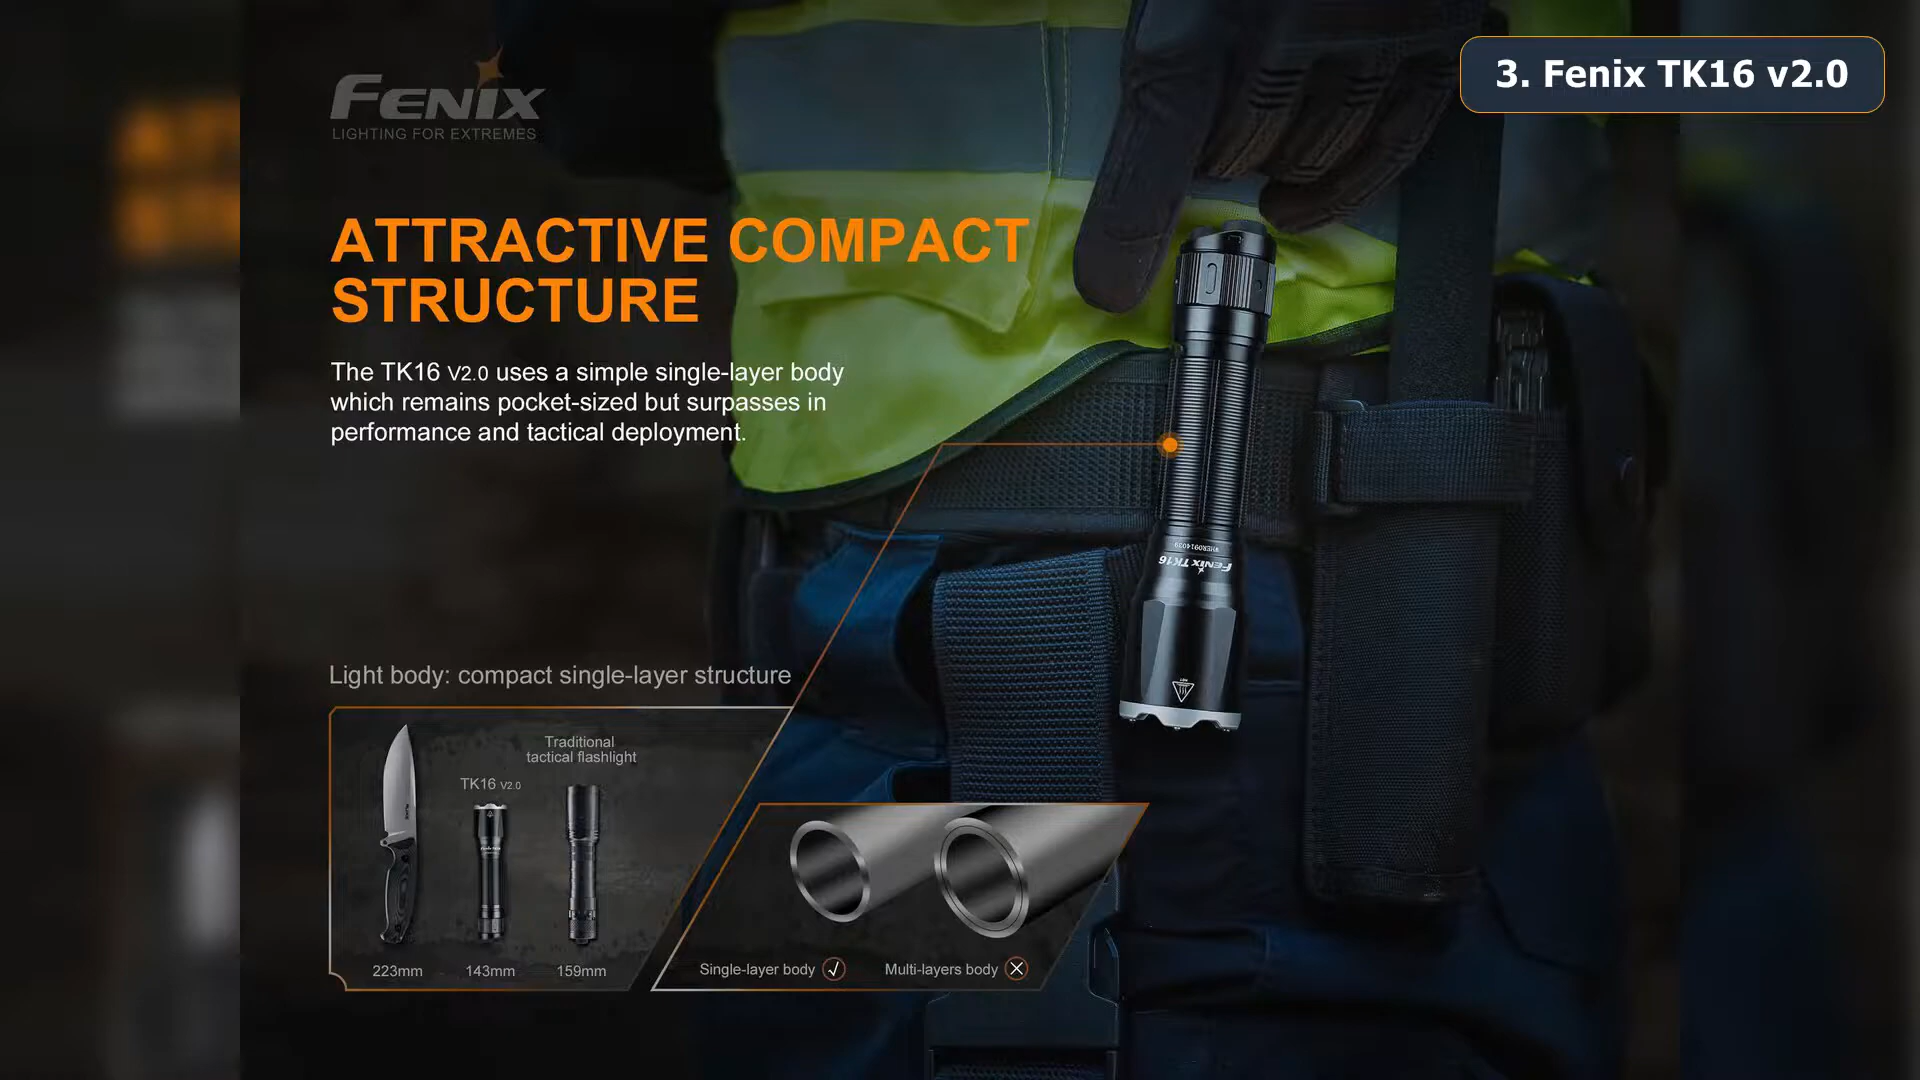 3. Fenix TK16 v2.0
FENIX
LIGHTING FOR EXTREMES
ATTRACTIVE COMPACT
STRUCTURE
The TK16 V2.0 uses a simple single-layer body
which remains pocket-sized but surpasses in
performance and tactical deployment.
FENIX TK16
Light body: compact single-layer structure
Traditional
tactical flashlight
TK16 V2.0
223mm
143mm
159mm
Single-layer body
Multi-layers body